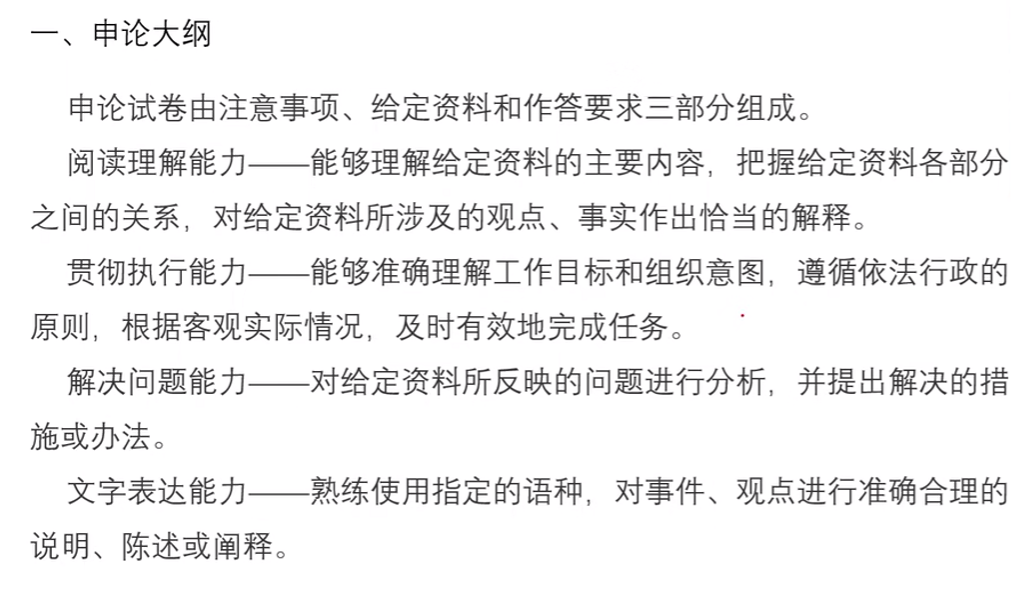 一、申论大纲
申论试卷由注意事项、给定资料和作答要求三部分组成。
阅读理解能力——能够理解给定资料的主要内容，把握给定资料各部分
之间的关系，对给定资料所涉及的观点、事实作出恰当的解释。
贯彻执行能力——能够准确理解工作目标和组织意图，遵循依法行政的
原则，根据客观实际情况，及时有效地完成任务。
解决问题能力——对给定资料所反映的问题进行分析，并提出解决的措
施或办法。
文字表达能力——熟练使用指定的语种，对事件、观点进行准确合理的
说明、陈述或阐释。